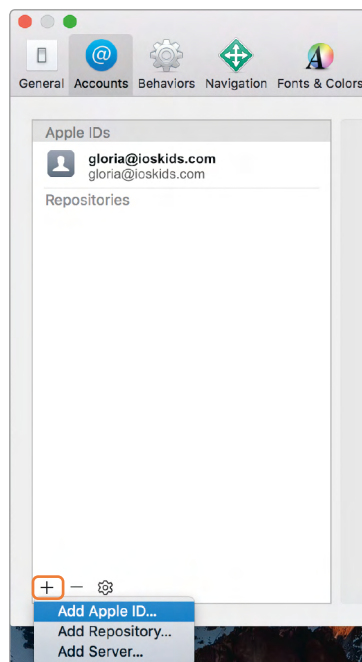 General Accounts Behaviors Navigation Fonts & Colors
Apple IDs
gloria@ioskids.com
gloria@ioskids.com
Repositories
Add Apple ID...
Add Repository...
Add Server...